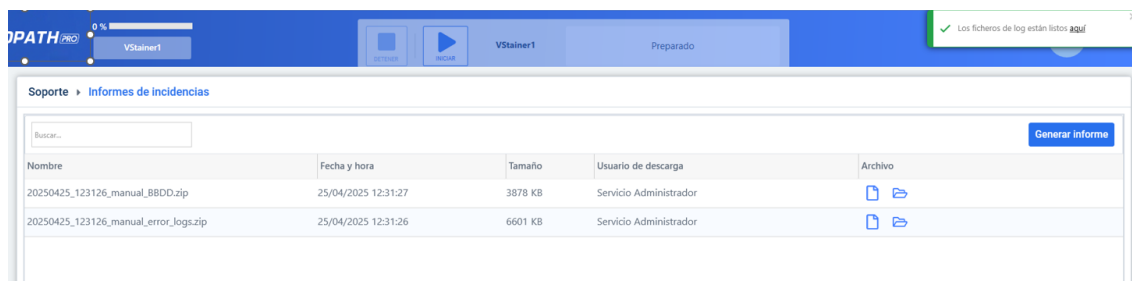 0 %
OPATH PRO
VStainer1
DETENER
INICIAR
VStainer1
Preparado
Los ficheros de log están listos aquí
Soporte Informes de incidencias
Buscar...
Generar informe
Nombre Fecha y hora Tamaño Usuario de descarga Archivo
20250425_123126_manual_BBDD.zip 25/04/2025 12:31:27 3878 KB Servicio Administrador
20250425_123126_manual_error_logs.zip 25/04/2025 12:31:26 6601 KB Servicio Administrador